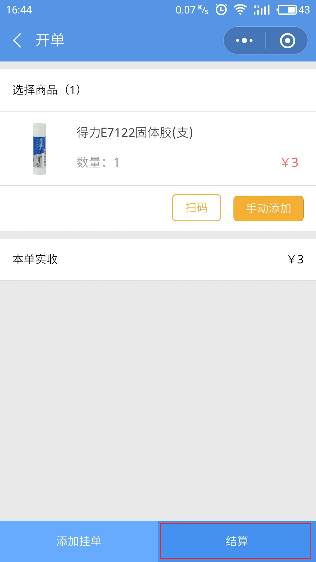 16:44 0.07 K/s 43
开单
选择商品（1）
得力E7122固体胶(支)
数量：1 ￥3
扫码 手动添加
本单实收 ￥3
添加挂单 结算